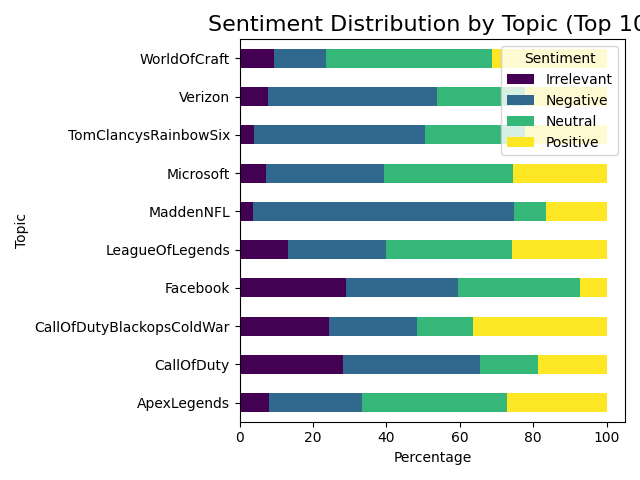 Sentiment Distribution by Topic (Top 10
WorldOfCraft
Verizon
TomClancysRainbowSix
Microsoft
MaddenNFL
LeagueOfLegends
Facebook
CallOfDutyBlackopsColdWar
CallOfDuty
ApexLegends
Topic
Sentiment
Irrelevant
Negative
Neutral
Positive
0 20 40 60 80 100
Percentage